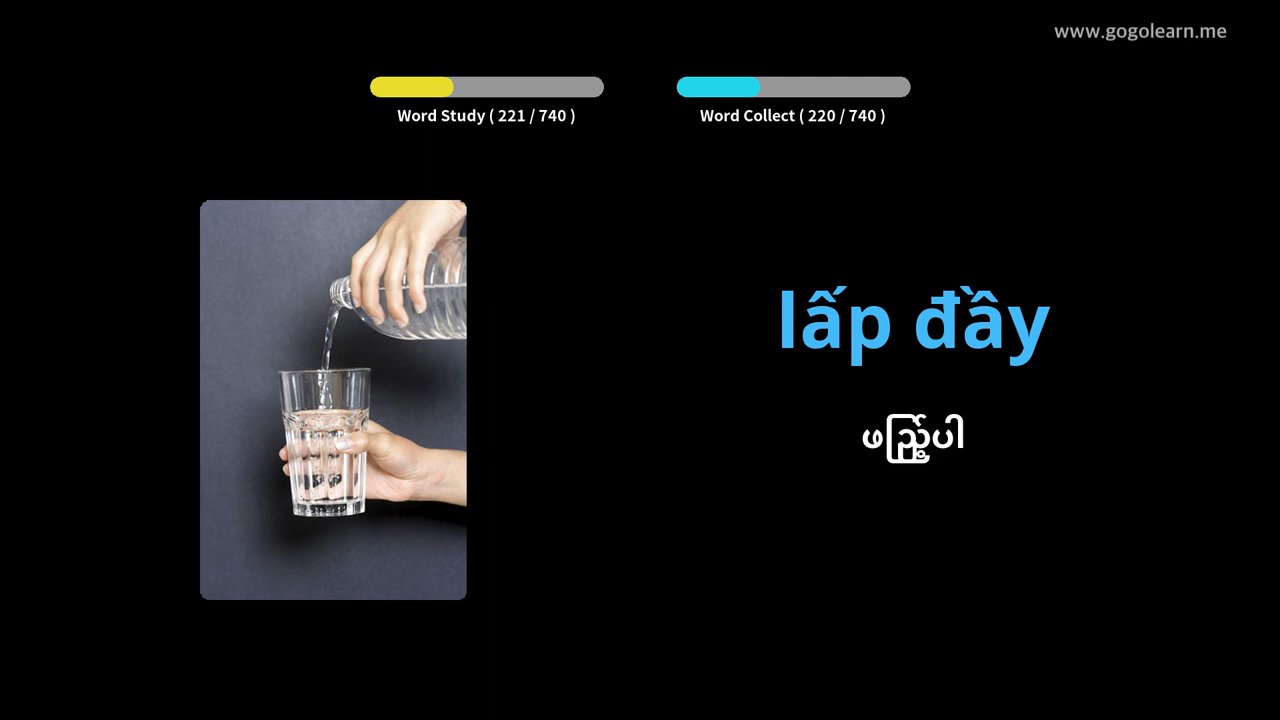 www.gogolearn.me
Word Study ( 221 / 740 )
Word Collect ( 220 / 740 )
lấp đầy
ဖြည့်ပါ